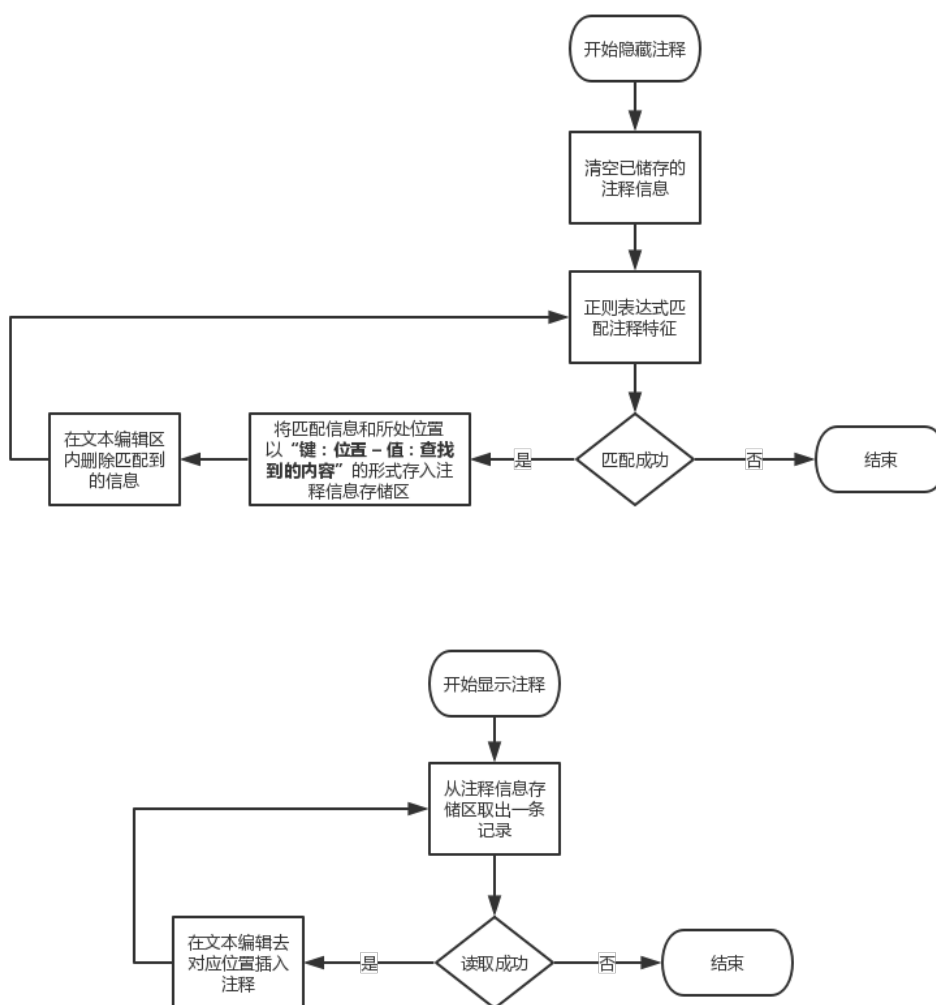 开始隐藏注释
清空已储存的
注释信息
正则表达式匹
配注释特征
在文本编辑区
内删除匹配到
的信息
将匹配信息和所处位置
以“键：位置 – 值：查找
到的内容”的形式存入注
释信息存储区
是
匹配成功
否
结束
开始显示注释
从注释信息存
储区取出一条
记录
在文本编辑去
对应位置插入
注释
是
读取成功
否
结束